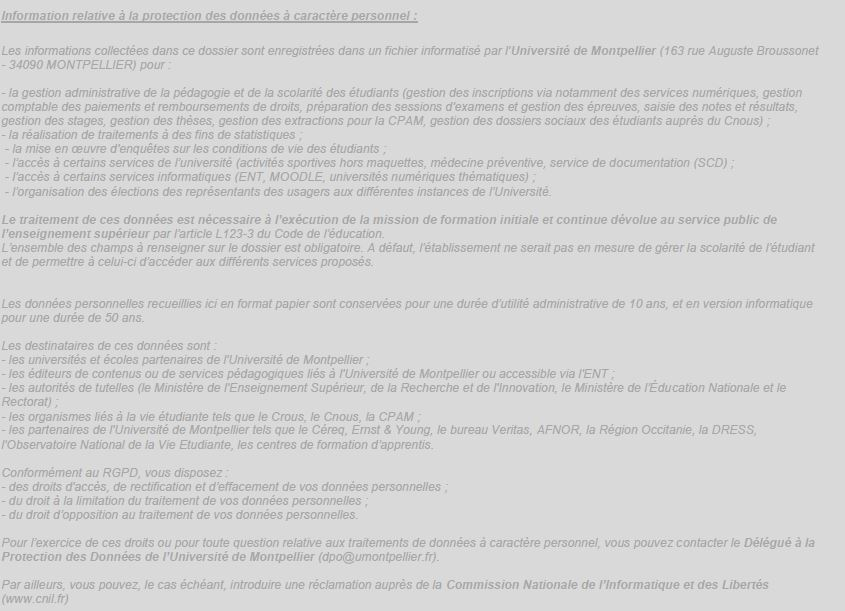 Information relative à la protection des données à caractère personnel :
Les informations collectées dans ce dossier sont enregistrées dans un fichier informatisé par l'Université de Montpellier (163 rue Auguste Broussonet
- 34090 MONTPELLIER) pour :
- la gestion administrative de la pédagogie et de la scolarité des étudiants (gestion des inscriptions via notamment des services numériques, gestion
comptable des paiements et remboursements de droits, préparation des sessions d'examens et gestion des épreuves, saisie des notes et résultats,
gestion des stages, gestion des thèses, gestion des extractions pour la CPAM, gestion des dossiers sociaux des étudiants auprès du Cnous) ;
- la réalisation de traitements à des fins de statistiques ;
- la mise en œuvre d'enquêtes sur les conditions de vie des étudiants ;
- l'accès à certains services de l'université (activités sportives hors maquettes, médecine préventive, service de documentation (SCD) ;
- l'accès à certains services informatiques (ENT, MOODLE, universités numériques thématiques) ;
- l'organisation des élections des représentants des usagers aux différentes instances de l'Université.
Le traitement de ces données est nécessaire à l'exécution de la mission de formation initiale et continue dévolue au service public de
l'enseignement supérieur par l'article L123-3 du Code de l'éducation.
L'ensemble des champs à renseigner sur le dossier est obligatoire. A défaut, l'établissement ne serait pas en mesure de gérer la scolarité de l'étudiant
et de permettre à celui-ci d'accéder aux différents services proposés.
Les données personnelles recueillies ici en format papier sont conservées pour une durée d'utilité administrative de 10 ans, et en version informatique
pour une durée de 50 ans.
Les destinataires de ces données sont :
- les universités et écoles partenaires de l'Université de Montpellier ;
- les éditeurs de contenus ou de services pédagogiques liés à l'Université de Montpellier ou accessible via l'ENT ;
- les autorités de tutelles (le Ministère de l'Enseignement Supérieur, de la Recherche et de l'Innovation, le Ministère de l'Éducation Nationale et le
Rectorat) ;
- les organismes liés à la vie étudiante tels que le Crous, le Cnous, la CPAM ;
- les partenaires de l'Université de Montpellier tels que le Céreq, Ernst & Young, le bureau Veritas, AFNOR, la Région Occitanie, la DRESS,
l'Observatoire National de la Vie Etudiante, les centres de formation d'apprentis.
Conformément au RGPD, vous disposez :
- des droits d'accès, de rectification et d'effacement de vos données personnelles ;
- du droit à la limitation du traitement de vos données personnelles ;
- du droit d'opposition au traitement de vos données personnelles.
Pour l'exercice de ces droits ou pour toute question relative aux traitements de données à caractère personnel, vous pouvez contacter le Délégué à la
Protection des Données de l'Université de Montpellier (dpo@umontpellier.fr).
Par ailleurs, vous pouvez, le cas échéant, introduire une réclamation auprès de la Commission Nationale de l'Informatique et des Libertés
(www.cnil.fr)